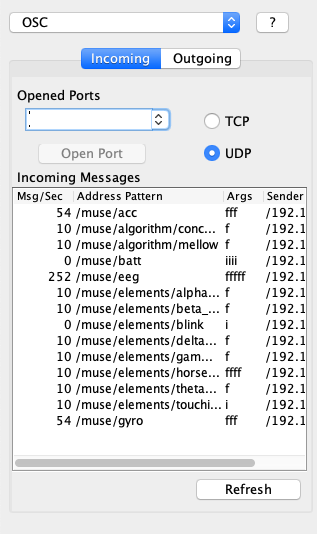 OSC ?
Incoming Outgoing
Opened Ports
TCP
Open Port UDP
Incoming Messages
Msg/Sec Address Pattern Args Sender
54 /muse/acc fff /192.1
10 /muse/algorithm/conc... f /192.1
10 /muse/algorithm/mellow f /192.1
0 /muse/batt iiii /192.1
252 /muse/eeg fffff /192.1
10 /muse/elements/alpha... f /192.1
10 /muse/elements/beta_... f /192.1
0 /muse/elements/blink i /192.1
10 /muse/elements/delta... f /192.1
10 /muse/elements/gam... f /192.1
10 /muse/elements/horse... ffff /192.1
10 /muse/elements/theta... f /192.1
10 /muse/elements/touchi... i /192.1
54 /muse/gyro fff /192.1
Refresh